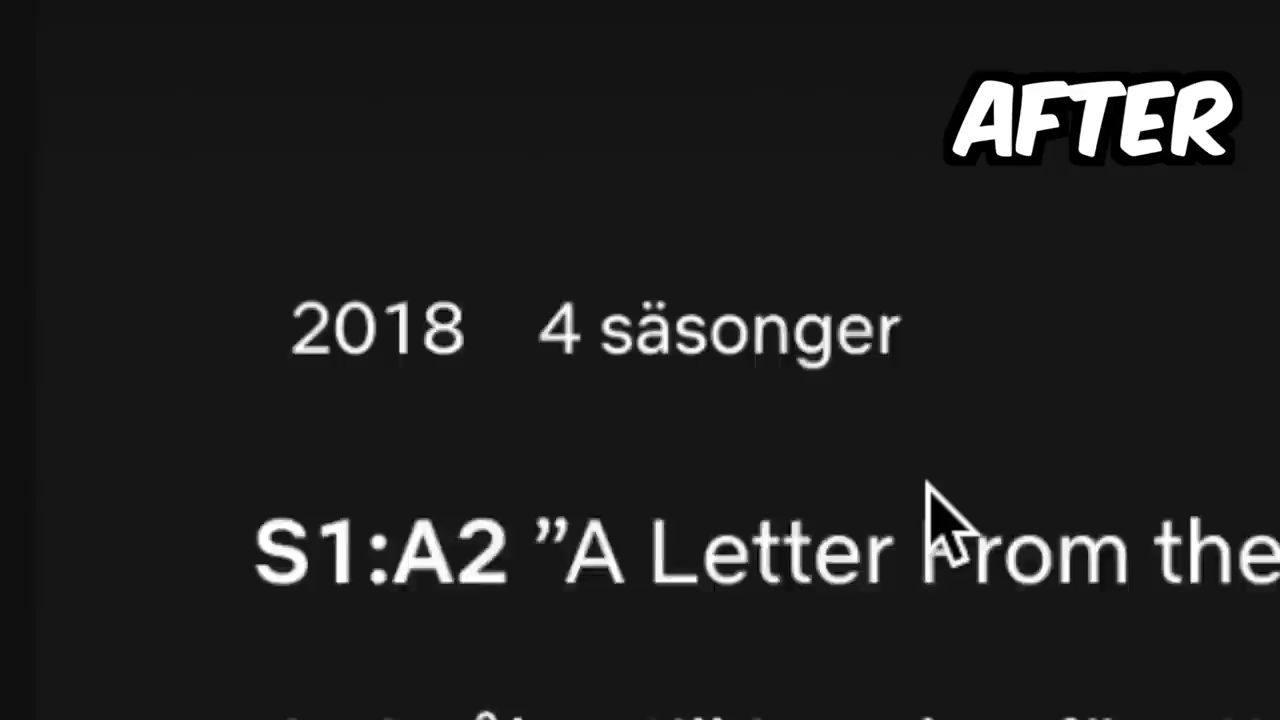 AFTER
2018 4 säsonger
S1:A2 ”A Letter From the